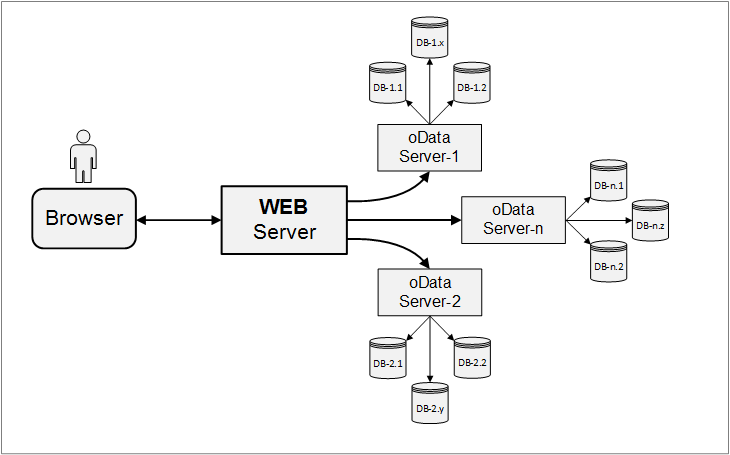 DB-1.x
DB-1.1
DB-1.2
oData
Server-1
Browser
WEB
Server
oData
Server-n
DB-n.1
DB-n.z
DB-n.2
oData
Server-2
DB-2.1
DB-2.2
DB-2.y